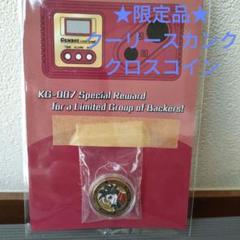 ★限定品★
クーリースカンク
クロスコイン
KG-007 Special Reward
for a Limited Group of Backers!